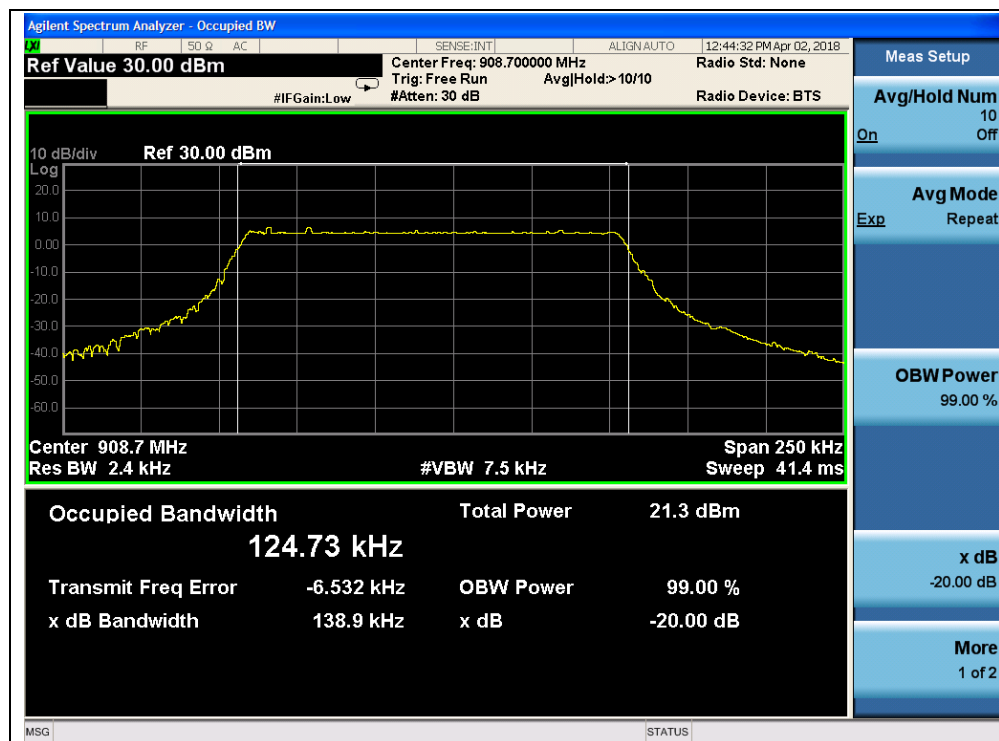 Agilent Spectrum Analyzer - Occupied BW
LXI RF 50 Ω AC SENSE:INT ALIGN AUTO 12:44:32 PM Apr 02, 2018
Ref Value 30.00 dBm
Center Freq: 908.700000 MHz
Radio Std: None
Trig: Free Run Avg|Hold:>10/10
#IFGain:Low
#Atten: 30 dB
Radio Device: BTS
10 dB/div Ref 30.00 dBm
Log
20.0
10.0
0.00
-10.0
-20.0
-30.0
-40.0
-50.0
-60.0
Center 908.7 MHz Span 250 kHz
Res BW 2.4 kHz #VBW 7.5 kHz Sweep 41.4 ms
Occupied Bandwidth Total Power 21.3 dBm
124.73 kHz
Transmit Freq Error -6.532 kHz OBW Power 99.00 %
x dB Bandwidth 138.9 kHz x dB -20.00 dB
MSG STATUS
Meas Setup
Avg/Hold Num
10
On Off
Avg Mode
Exp Repeat
OBW Power
99.00 %
x dB
-20.00 dB
More
1 of 2